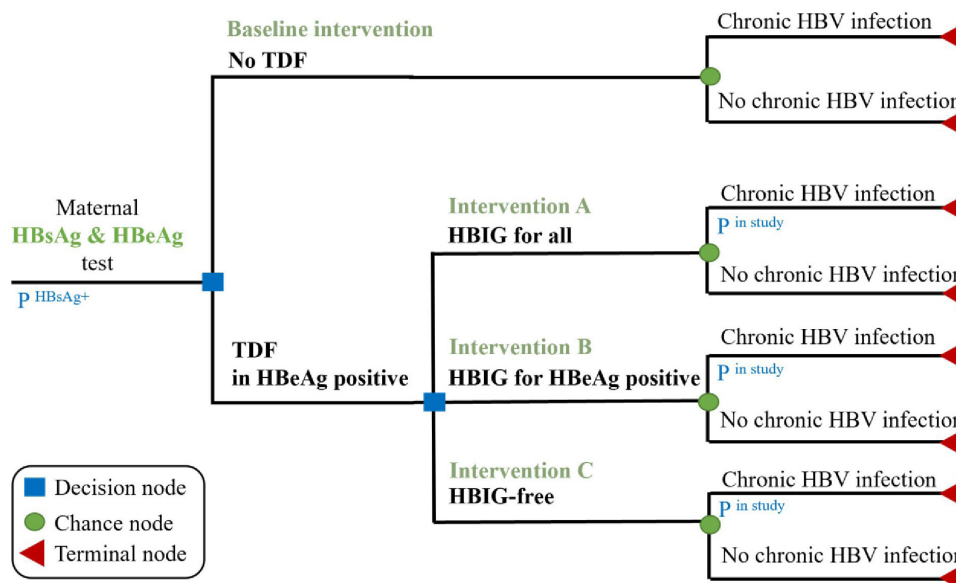 Baseline intervention
No TDF
Chronic HBV infection
No chronic HBV infection
Maternal
HBsAg & HBeAg
test
P HBsAg+
TDF
in HBeAg positive
Intervention A
HBIG for all
Chronic HBV infection
P in study
No chronic HBV infection
Intervention B
HBIG for HBeAg positive
Chronic HBV infection
P in study
No chronic HBV infection
Intervention C
HBIG-free
Chronic HBV infection
P in study
No chronic HBV infection
Decision node
Chance node
Terminal node